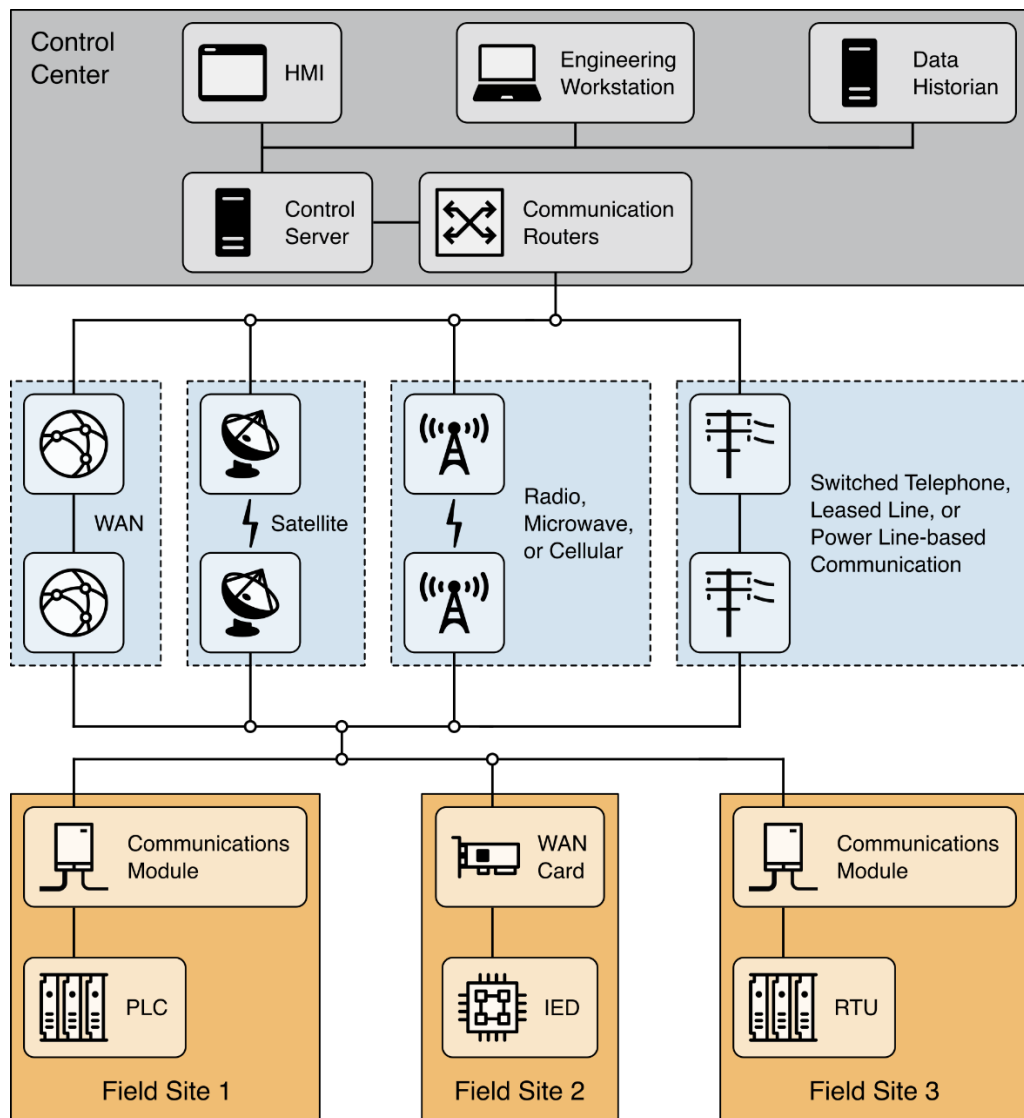 Control
Center
HMI
Engineering
Workstation
Data
Historian
Control
Server
Communication
Routers
WAN
Satellite
Radio,
Microwave,
or Cellular
Switched Telephone,
Leased Line, or
Power Line-based
Communication
Communications
Module
WAN
Card
Communications
Module
PLC
IED
RTU
Field Site 1
Field Site 2
Field Site 3